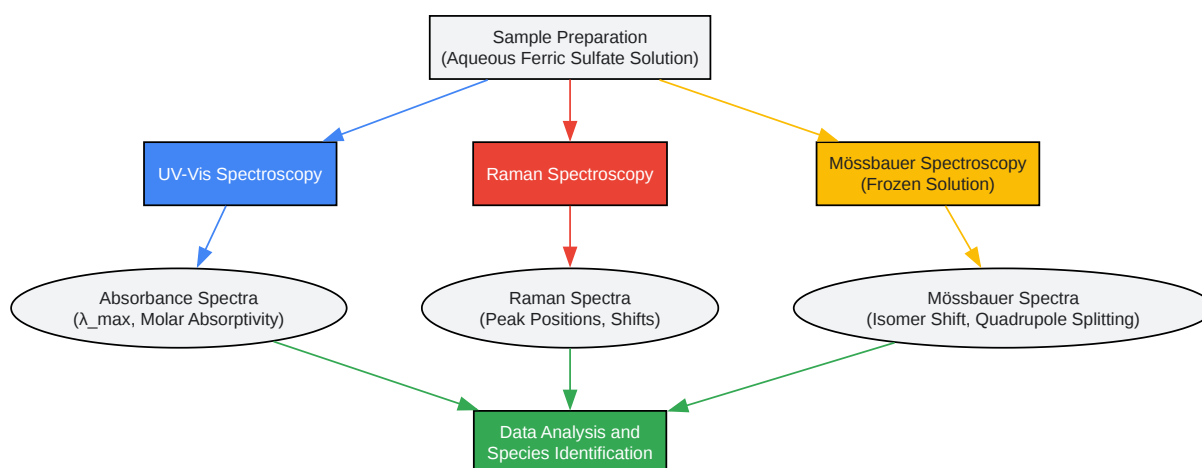 Sample Preparation
(Aqueous Ferric Sulfate Solution)
UV-Vis Spectroscopy
Raman Spectroscopy
Mössbauer Spectroscopy
(Frozen Solution)
Absorbance Spectra
(λ_max, Molar Absorptivity)
Raman Spectra
(Peak Positions, Shifts)
Mössbauer Spectra
(Isomer Shift, Quadrupole Splitting)
Data Analysis and
Species Identification